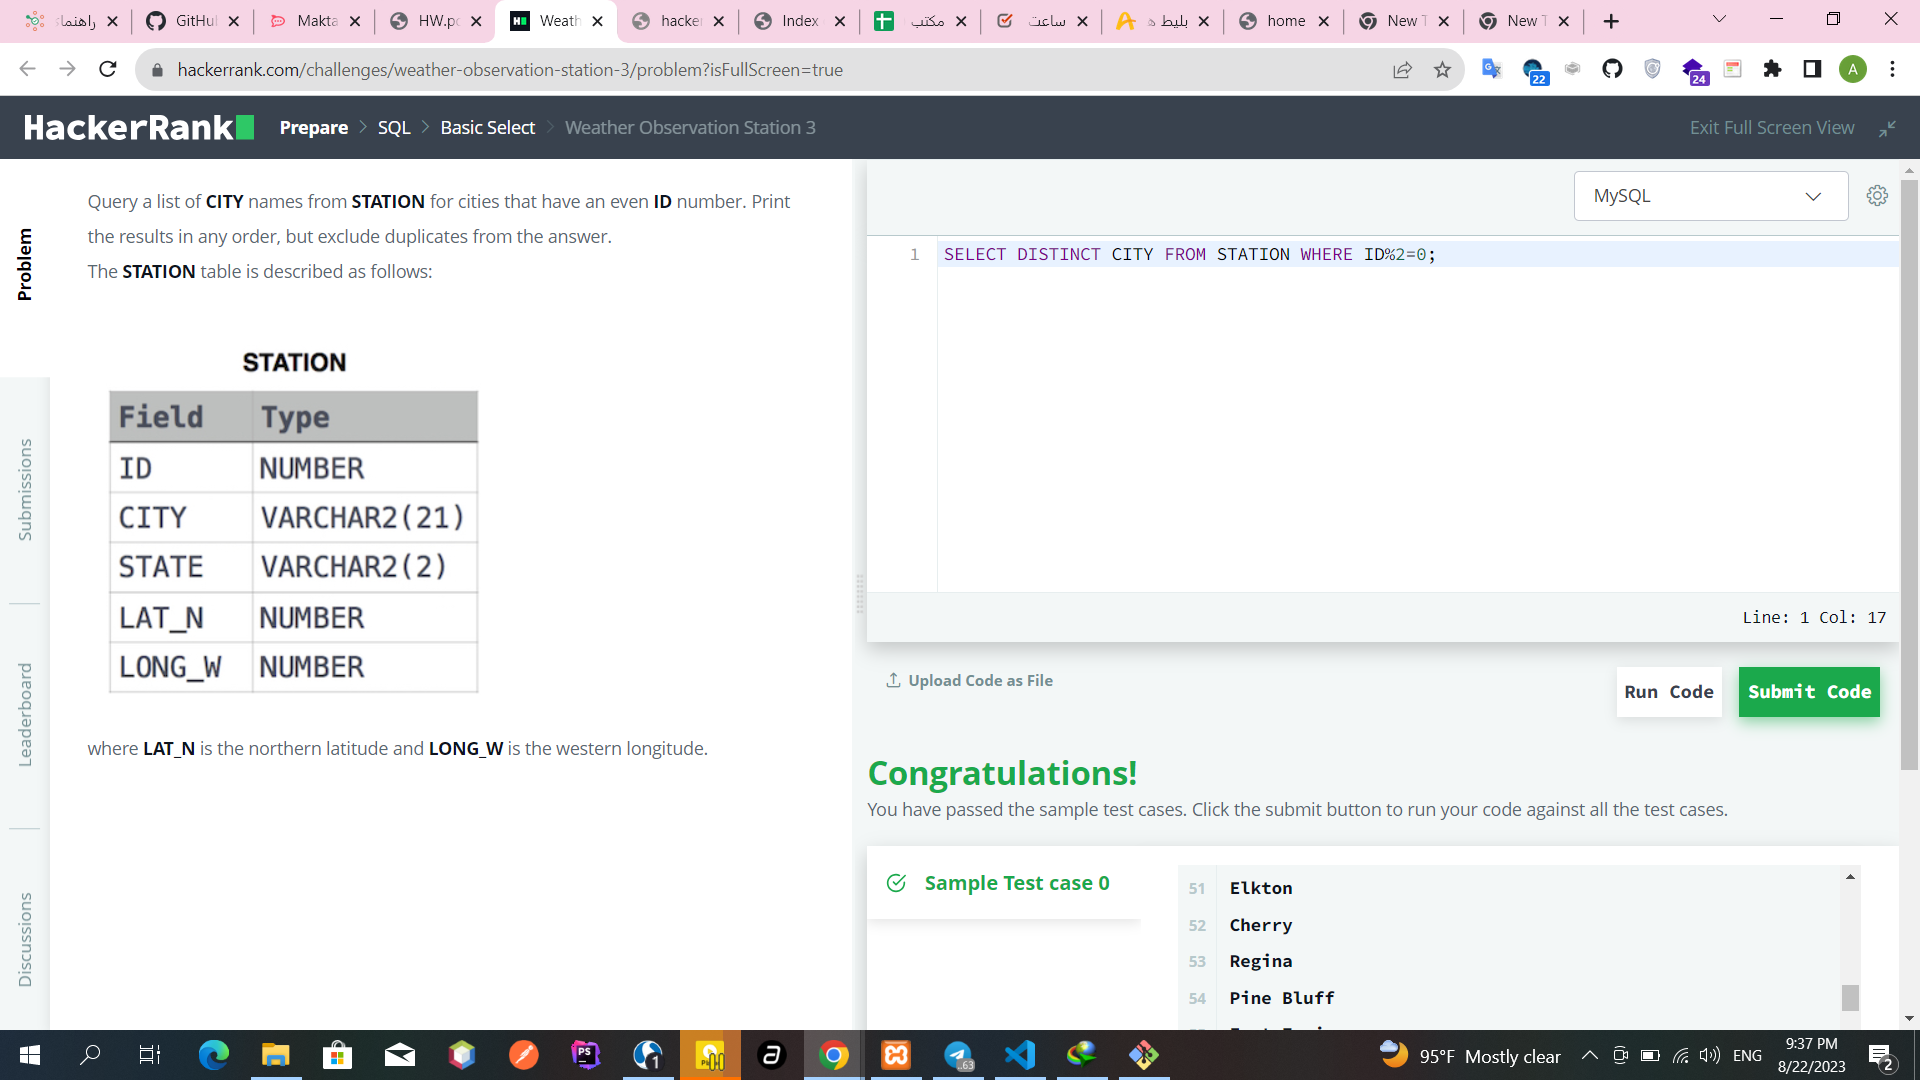 راهنمای
GitHu
Makta
HW.p
Weath
hacker
Index
مکتب
ساعت
بلیط ه
home
New T
New T
hackerrank.com/challenges/weather-observation-station-3/problem?isFullScreen=true
22
24
A
HackerRank
Prepare
SQL
Basic Select
Weather Observation Station 3
Exit Full Screen View
Problem
Submissions
Leaderboard
Discussions
Query a list of CITY names from STATION for cities that have an even ID number. Print
the results in any order, but exclude duplicates from the answer.
The STATION table is described as follows:
STATION
Field Type
ID NUMBER
CITY VARCHAR2(21)
STATE VARCHAR2(2)
LAT_N NUMBER
LONG_W NUMBER
where LAT_N is the northern latitude and LONG_W is the western longitude.
MySQL
1 SELECT DISTINCT CITY FROM STATION WHERE ID%2=0;
Line: 1 Col: 17
Upload Code as File
Run Code
Submit Code
Congratulations!
You have passed the sample test cases. Click the submit button to run your code against all the test cases.
Sample Test case 0
51 Elkton
52 Cherry
53 Regina
54 Pine Bluff
95°F Mostly clear
ENG
9:37 PM
8/22/2023
2